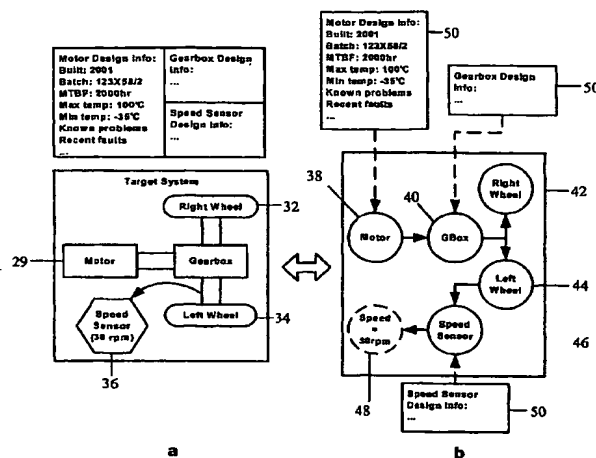 Motor Design Info:
Built: 2001
Batch: 123X58/2
MTBF: 2000hr
Max temp: 100°C
Min temp: -35°C
Known problems
Recent faults
...
Gearbox Design
Info:
...
Speed Sensor
Design Info:
...
Target System
Right Wheel
32
29
Motor
Gearbox
Speed
Sensor
(30 rpm)
Left Wheel
34
36
a
Motor Design Info:
Built: 2001
Batch: 123X58/2
MTBF: 2000hr
Max temp: 100°C
Min temp: -35°C
Known problems
Recent faults
...
50
Gearbox Design
Info:
...
50
38
40
Right
Wheel
42
Motor
GBox
Left
Wheel
44
Speed
=
30rpm
Speed
Sensor
46
48
Speed Sensor
Design Info:
...
50
b